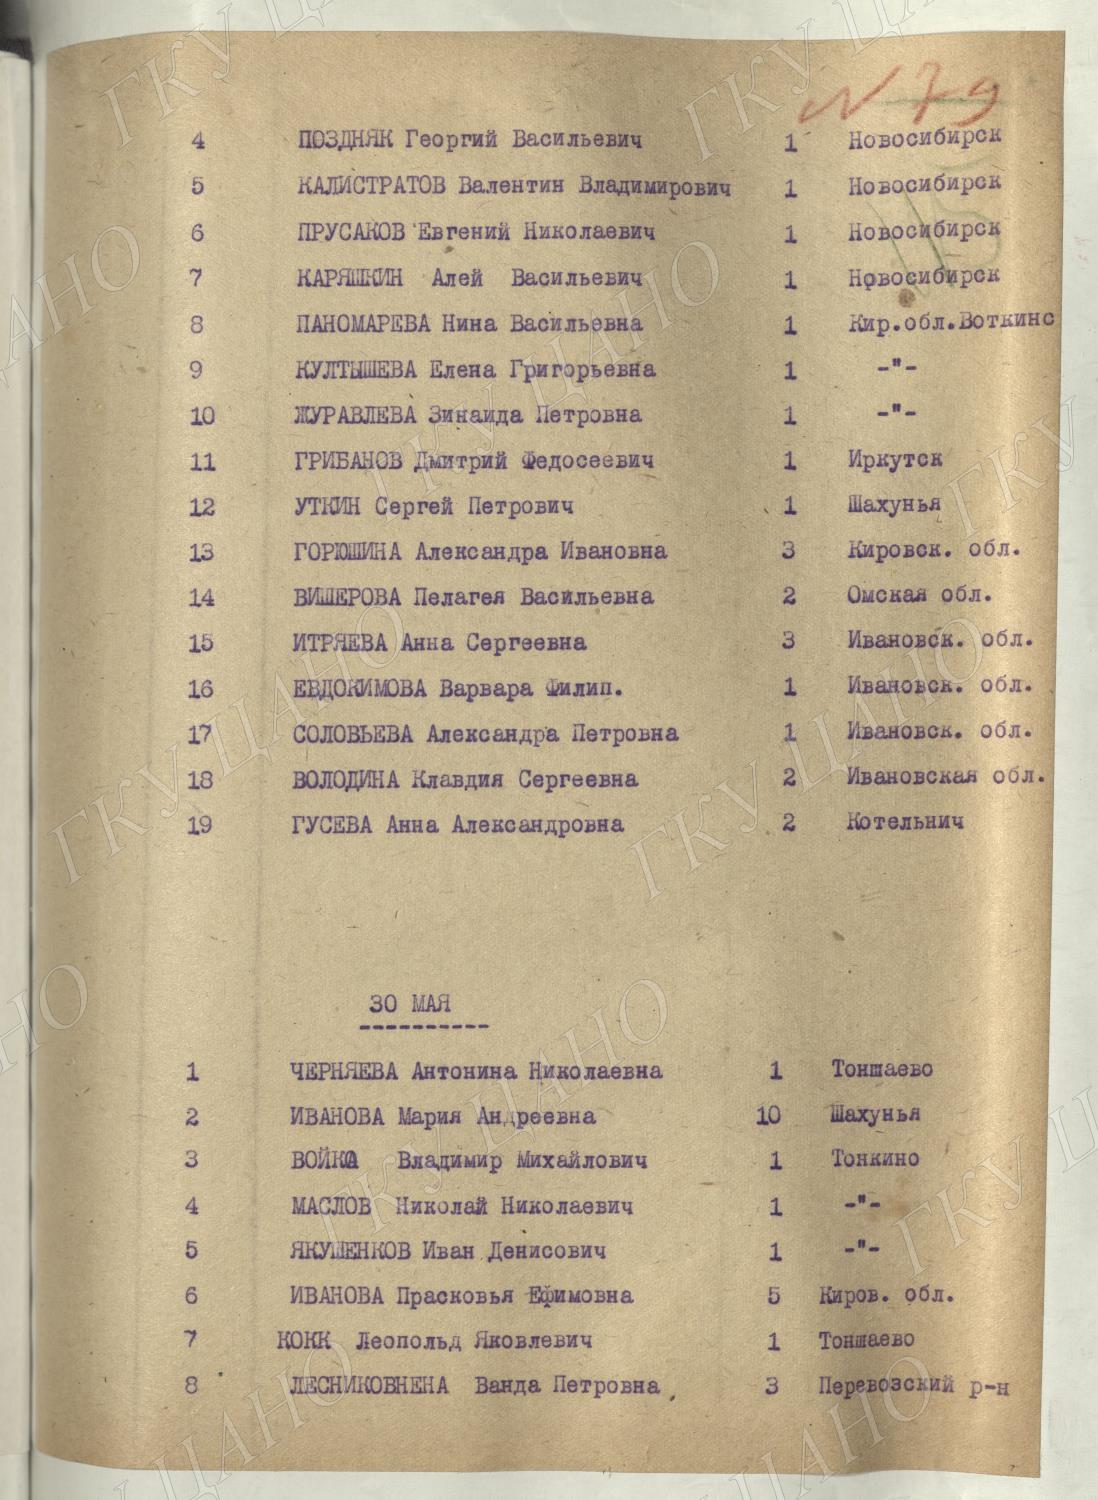 № 79
4 ПОЗДНЯК Георгий Васильевич 1 Новосибирск
5 КАЛИСТРАТОВ Валентин Владимирович 1 Новосибирск
6 ПРУСАКОВ Евгений Николаевич 1 Новосибирск
7 КАРЯШКИН Алей Васильевич 1 Новосибирск
8 ПАНОМАРЕВА Нина Васильевна 1 Кир.обл.Воткинс
9 КУЛТЫШЕВА Елена Григорьевна 1 -"-
10 ЖУРАВЛЕВА Зинаида Петровна 1 -"-
11 ГРИБАНОВ Дмитрий Федосеевич 1 Иркутск
12 УТКИН Сергей Петрович 1 Шахунья
13 ГОРЮШИНА Александра Ивановна 3 Кировск. обл.
14 ВИШЕРОВА Пелагея Васильевна 2 Омская обл.
15 ИТРЯЕВА Анна Сергеевна 3 Ивановск. обл.
16 ЕВДОКИМОВА Варвара Филип. 1 Ивановск. обл.
17 СОЛОВЬЕВА Александра Петровна 1 Ивановск. обл.
18 ВОЛОДИНА Клавдия Сергеевна 2 Ивановская обл.
19 ГУСЕВА Анна Александровна 2 Котельнич
30 МАЯ
1 ЧЕРНЯЕВА Антонина Николаевна 1 Тоншаево
2 ИВАНОВА Мария Андреевна 10 Шахунья
3 ВОЙКО Владимир Михайлович 1 Тонкино
4 МАСЛОВ Николай Николаевич 1 -"-
5 ЯКУШЕНКОВ Иван Денисович 1 -"-
6 ИВАНОВА Прасковья Ефимовна 5 Киров. обл.
7 КОКК Леопольд Яковлевич 1 Тоншаево
8 ЛЕСНИКОВНЕНА Ванда Петровна 3 Перевозский р-н
ГКУ ЦАНО